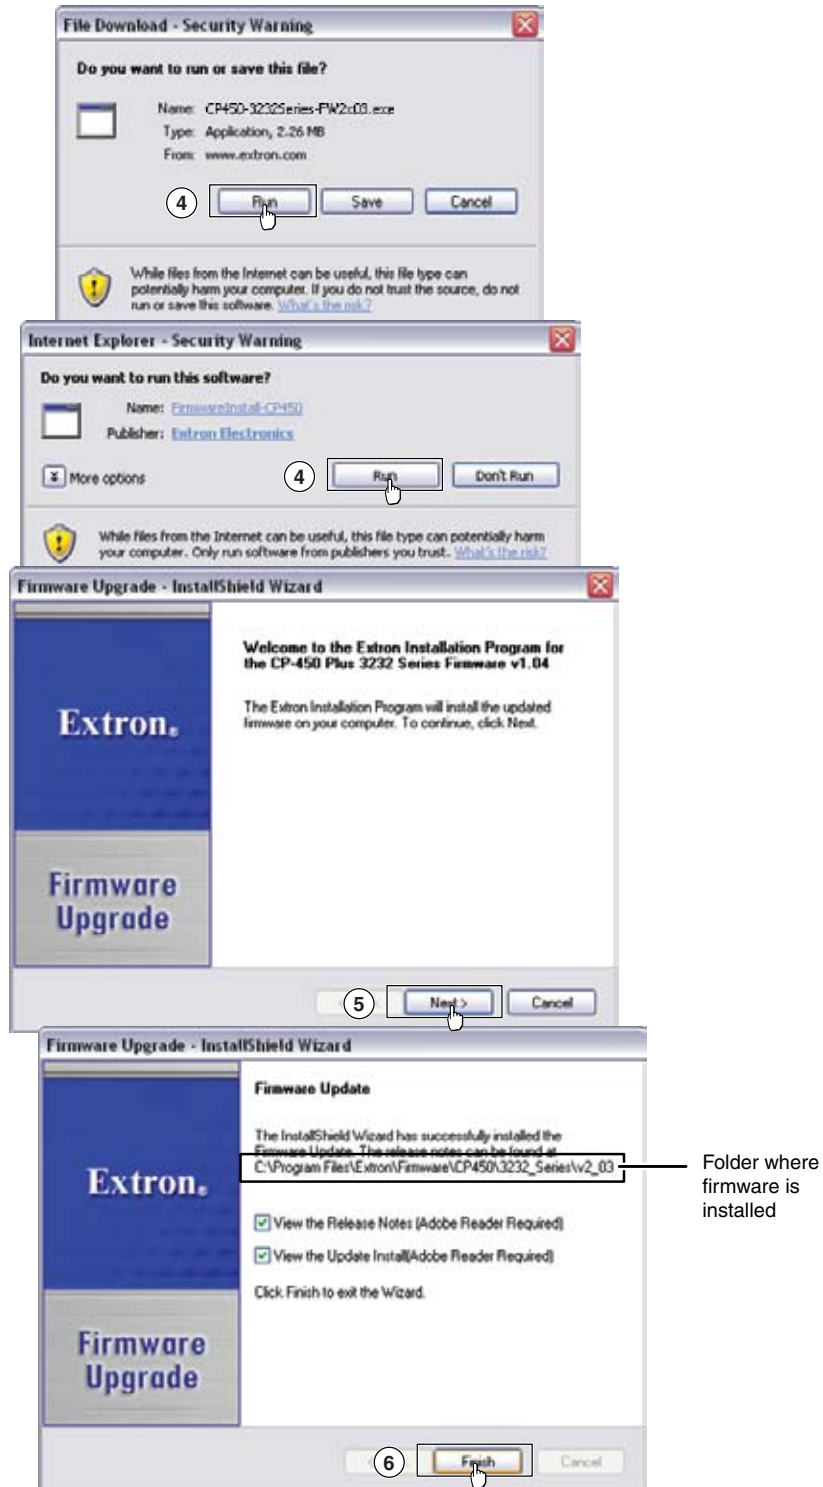 File Download - Security Warning
Do you want to run or save this file?
Name: CP450-3232Series-FW2x03.exe
Type: Application, 2.26 MB
From: www.extron.com
4 Run Save Cancel
While files from the Internet can be useful, this file type can
potentially harm your computer. If you do not trust the source, do not
run or save this software. What's the risk?
Internet Explorer - Security Warning
Do you want to run this software?
Name: FirmwareInstall-CP450
Publisher: Extron Electronics
More options 4 Run Don't Run
While files from the Internet can be useful, this file type can potentially harm
your computer. Only run software from publishers you trust. What's the risk?
Firmware Upgrade - InstallShield Wizard
Welcome to the Extron Installation Program for
the CP-450 Plus 3232 Series Firmware v1.04
The Extron Installation Program will install the updated
firmware on your computer. To continue, click Next.
Extron®
Firmware
Upgrade
5 Next > Cancel
Firmware Upgrade - InstallShield Wizard
Firmware Update
The InstallShield Wizard has successfully installed the
Firmware Update. The release notes can be found at
C:\Program Files\Extron\Firmware\CP450\3232_Series\v2_03
Folder where
firmware is
installed
Extron®
View the Release Notes (Adobe Reader Required)
View the Update Install(Adobe Reader Required)
Click Finish to exit the Wizard.
Firmware
Upgrade
6 Finish Cancel